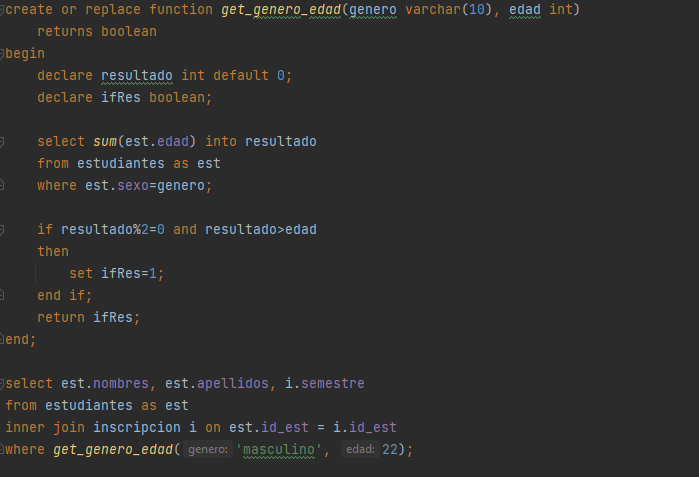 create or replace function get_genero_edad(genero varchar(10), edad int)
    returns boolean
begin
    declare resultado int default 0;
    declare ifRes boolean;

    select sum(est.edad) into resultado
    from estudiantes as est
    where est.sexo=genero;

    if resultado%2=0 and resultado>edad
    then
        set ifRes=1;
    end if;
    return ifRes;
end;

select est.nombres, est.apellidos, i.semestre
from estudiantes as est
inner join inscripcion i on est.id_est = i.id_est
where get_genero_edad( genero: 'masculino', edad: 22);